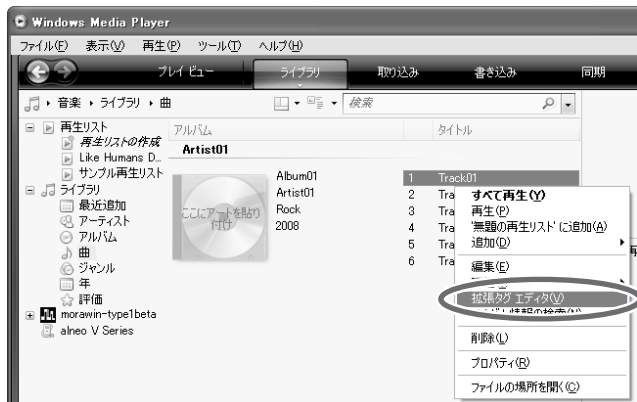 Windows Media Player
ファイル(F) 表示(V) 再生(P) ツール(T) ヘルプ(H)
プレイ ビュー ライブラリ 取り込み 書き込み 同期
音楽 ▸ ライブラリ ▸ 曲 検索
再生リスト
再生リストの作成
Like Humans D...
サンプル再生リスト
ライブラリ
最近追加
アーティスト
アルバム
曲
ジャンル
年
評価
morawin-type1beta
alneo V Series
アルバム タイトル
Artist01
ここにアートを貼り
付け
Album01
Artist01
Rock
2008
1 Track01
2 Tra
3 Tra
4 Tra
5 Tra
6 Tra
すべて再生(Y)
再生(P)
'無題の再生リスト' に追加(A)
追加(D)
編集(E)
拡張タグ エディタ(V)
削除(L)
プロパティ(R)
ファイルの場所を開く(O)